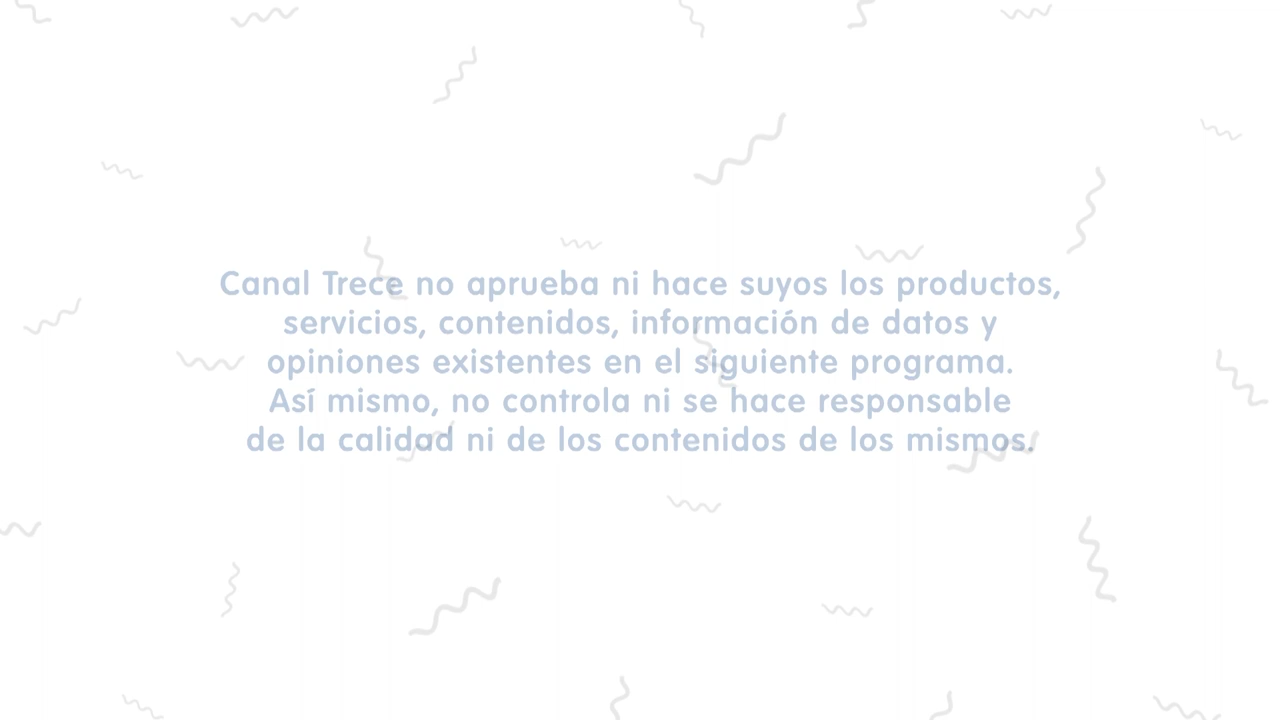 Canal Trece no aprueba ni hace suyos los productos,
servicios, contenidos, información de datos y
opiniones existentes en el siguiente programa.
Así mismo, no controla ni se hace responsable
de la calidad ni de los contenidos de los mismos.